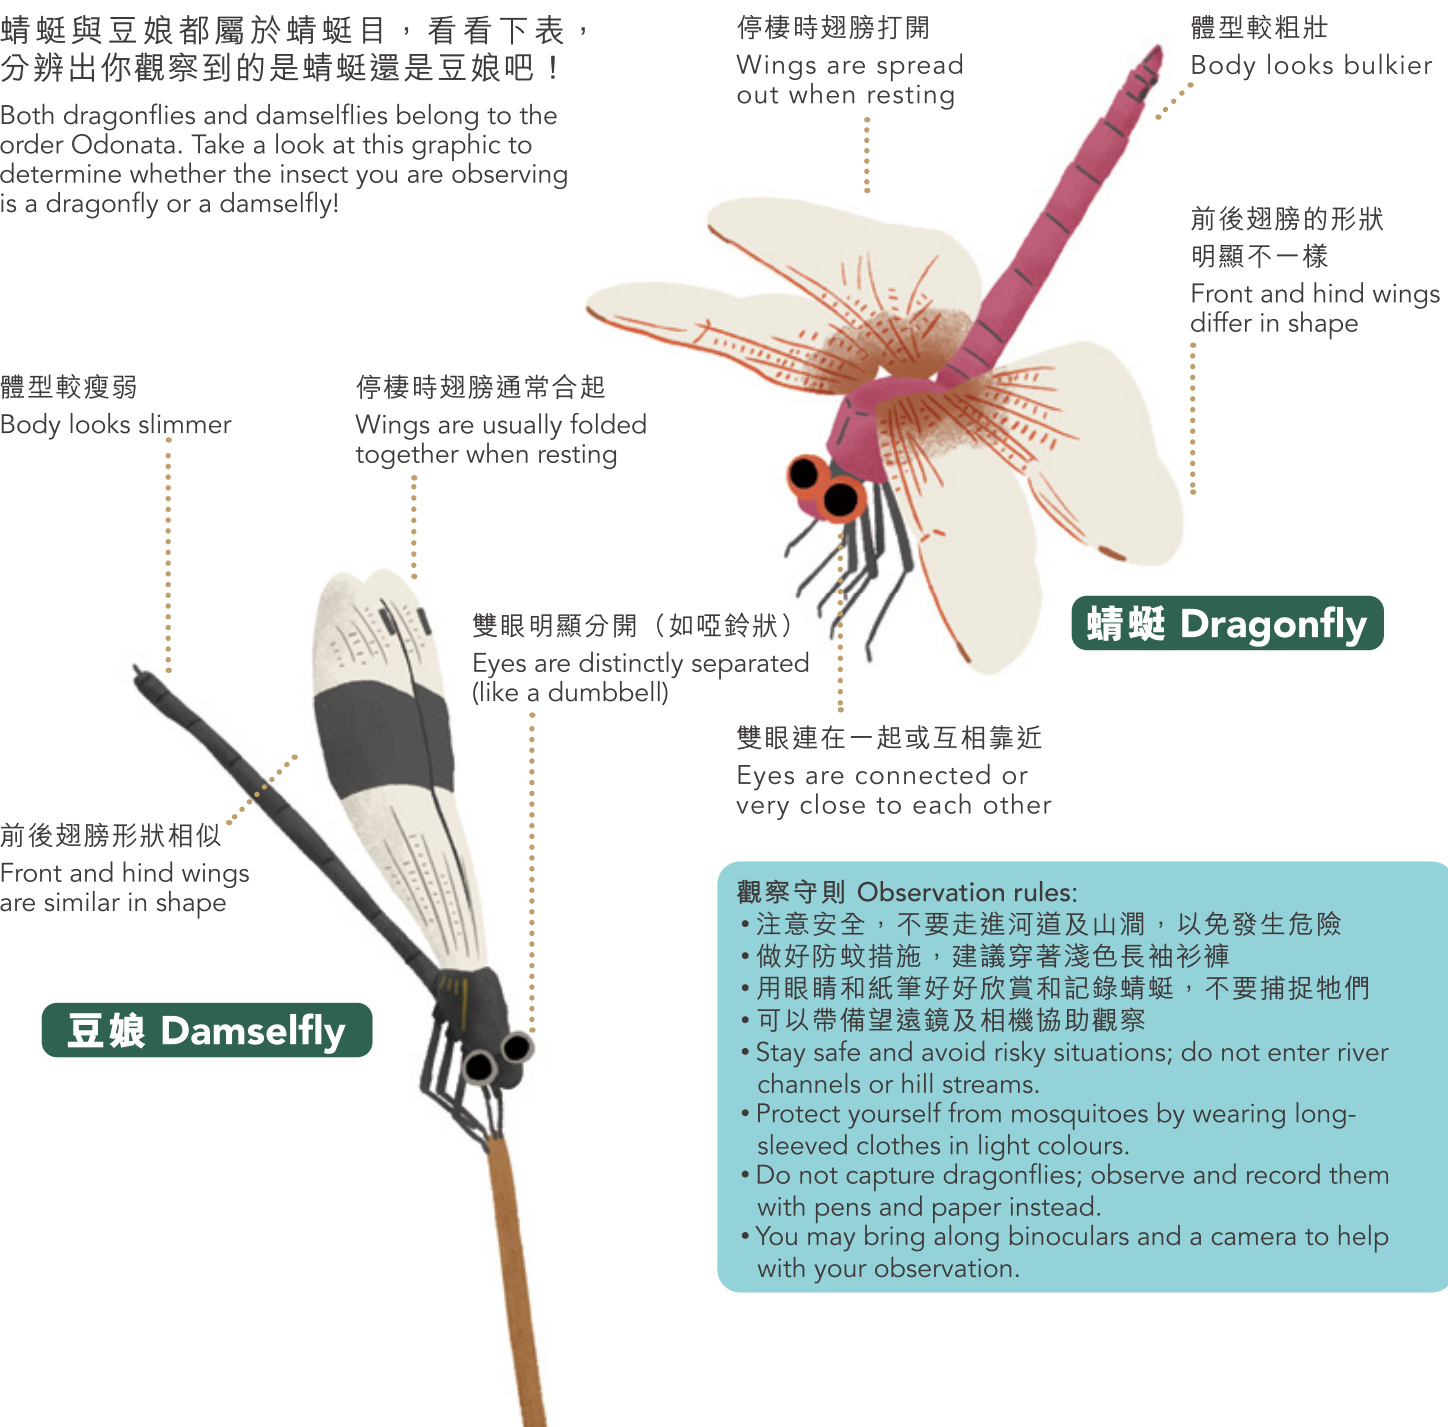 蜻蜓與豆娘都屬於蜻蜓目，看看下表，
分辨出你觀察到的是蜻蜓還是豆娘吧！
Both dragonflies and damselflies belong to the
order Odonata. Take a look at this graphic to
determine whether the insect you are observing
is a dragonfly or a damselfly!
停棲時翅膀打開
Wings are spread
out when resting
體型較粗壯
Body looks bulkier
前後翅膀的形狀
明顯不一樣
Front and hind wings
differ in shape
體型較瘦弱
Body looks slimmer
停棲時翅膀通常合起
Wings are usually folded
together when resting
雙眼明顯分開（如啞鈴狀）
Eyes are distinctly separated
(like a dumbbell)
蜻蜓 Dragonfly
雙眼連在一起或互相靠近
Eyes are connected or
very close to each other
前後翅膀形狀相似
Front and hind wings
are similar in shape
豆娘 Damselfly
觀察守則 Observation rules:
•注意安全，不要走進河道及山澗，以免發生危險
•做好防蚊措施，建議穿著淺色長袖衫褲
•用眼睛和紙筆好好欣賞和記錄蜻蜓，不要捕捉牠們
•可以帶備望遠鏡及相機協助觀察
•Stay safe and avoid risky situations; do not enter river
channels or hill streams.
•Protect yourself from mosquitoes by wearing long-
sleeved clothes in light colours.
•Do not capture dragonflies; observe and record them
with pens and paper instead.
•You may bring along binoculars and a camera to help
with your observation.